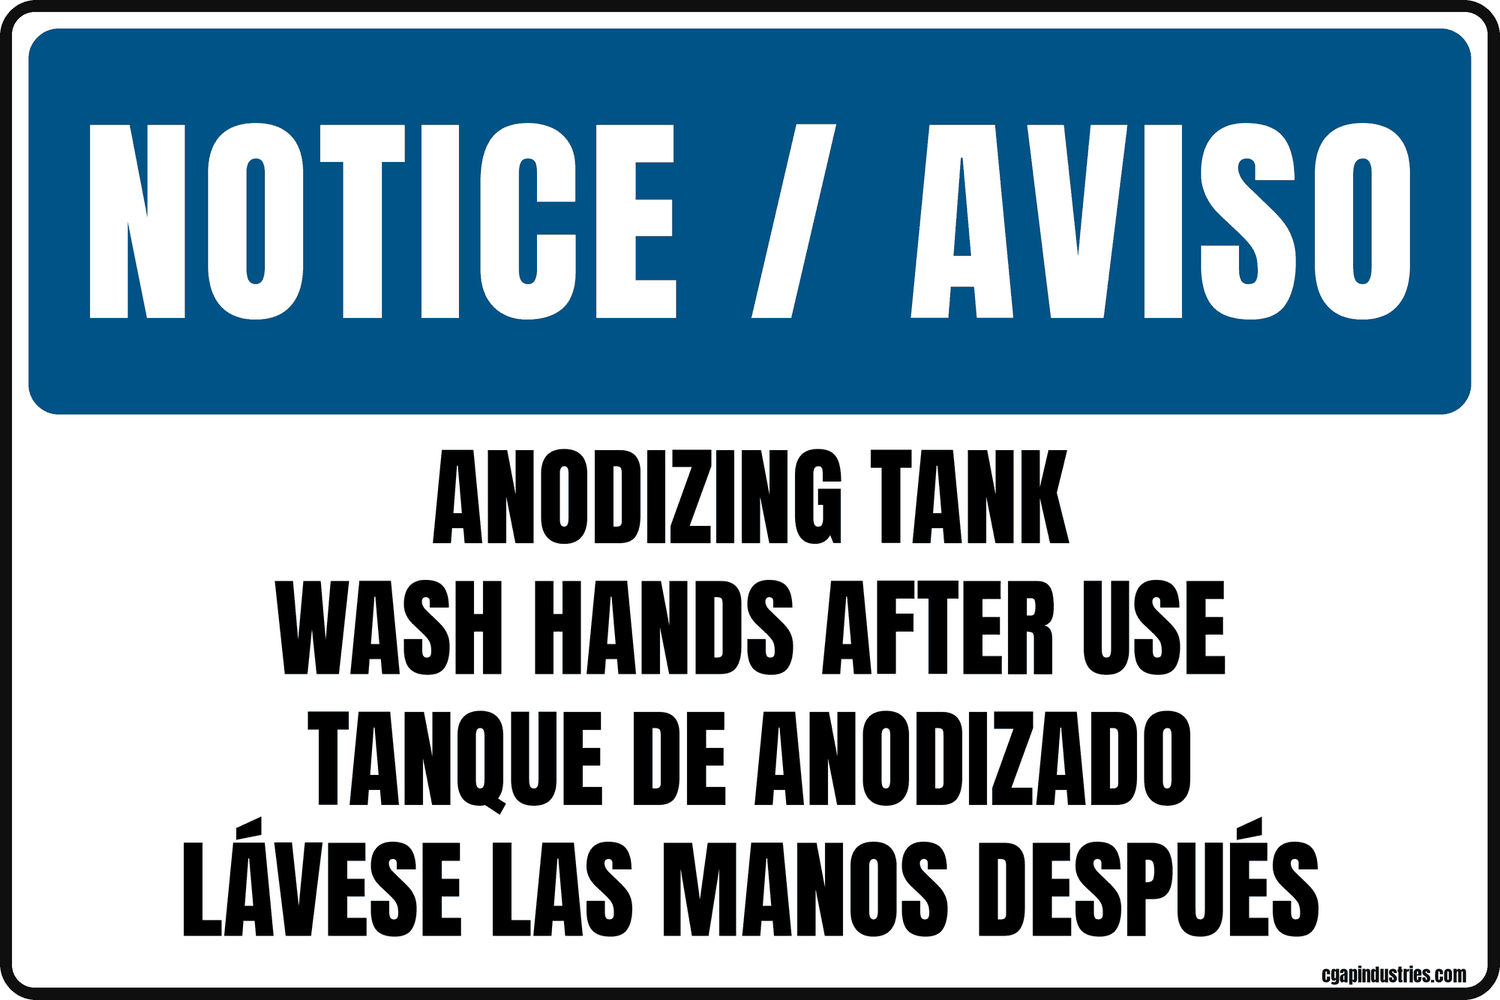 NOTICE / AVISO
ANODIZING TANK
WASH HANDS AFTER USE
TANQUE DE ANODIZADO
LÁVESE LAS MANOS DESPUÉS
cgapindustries.com